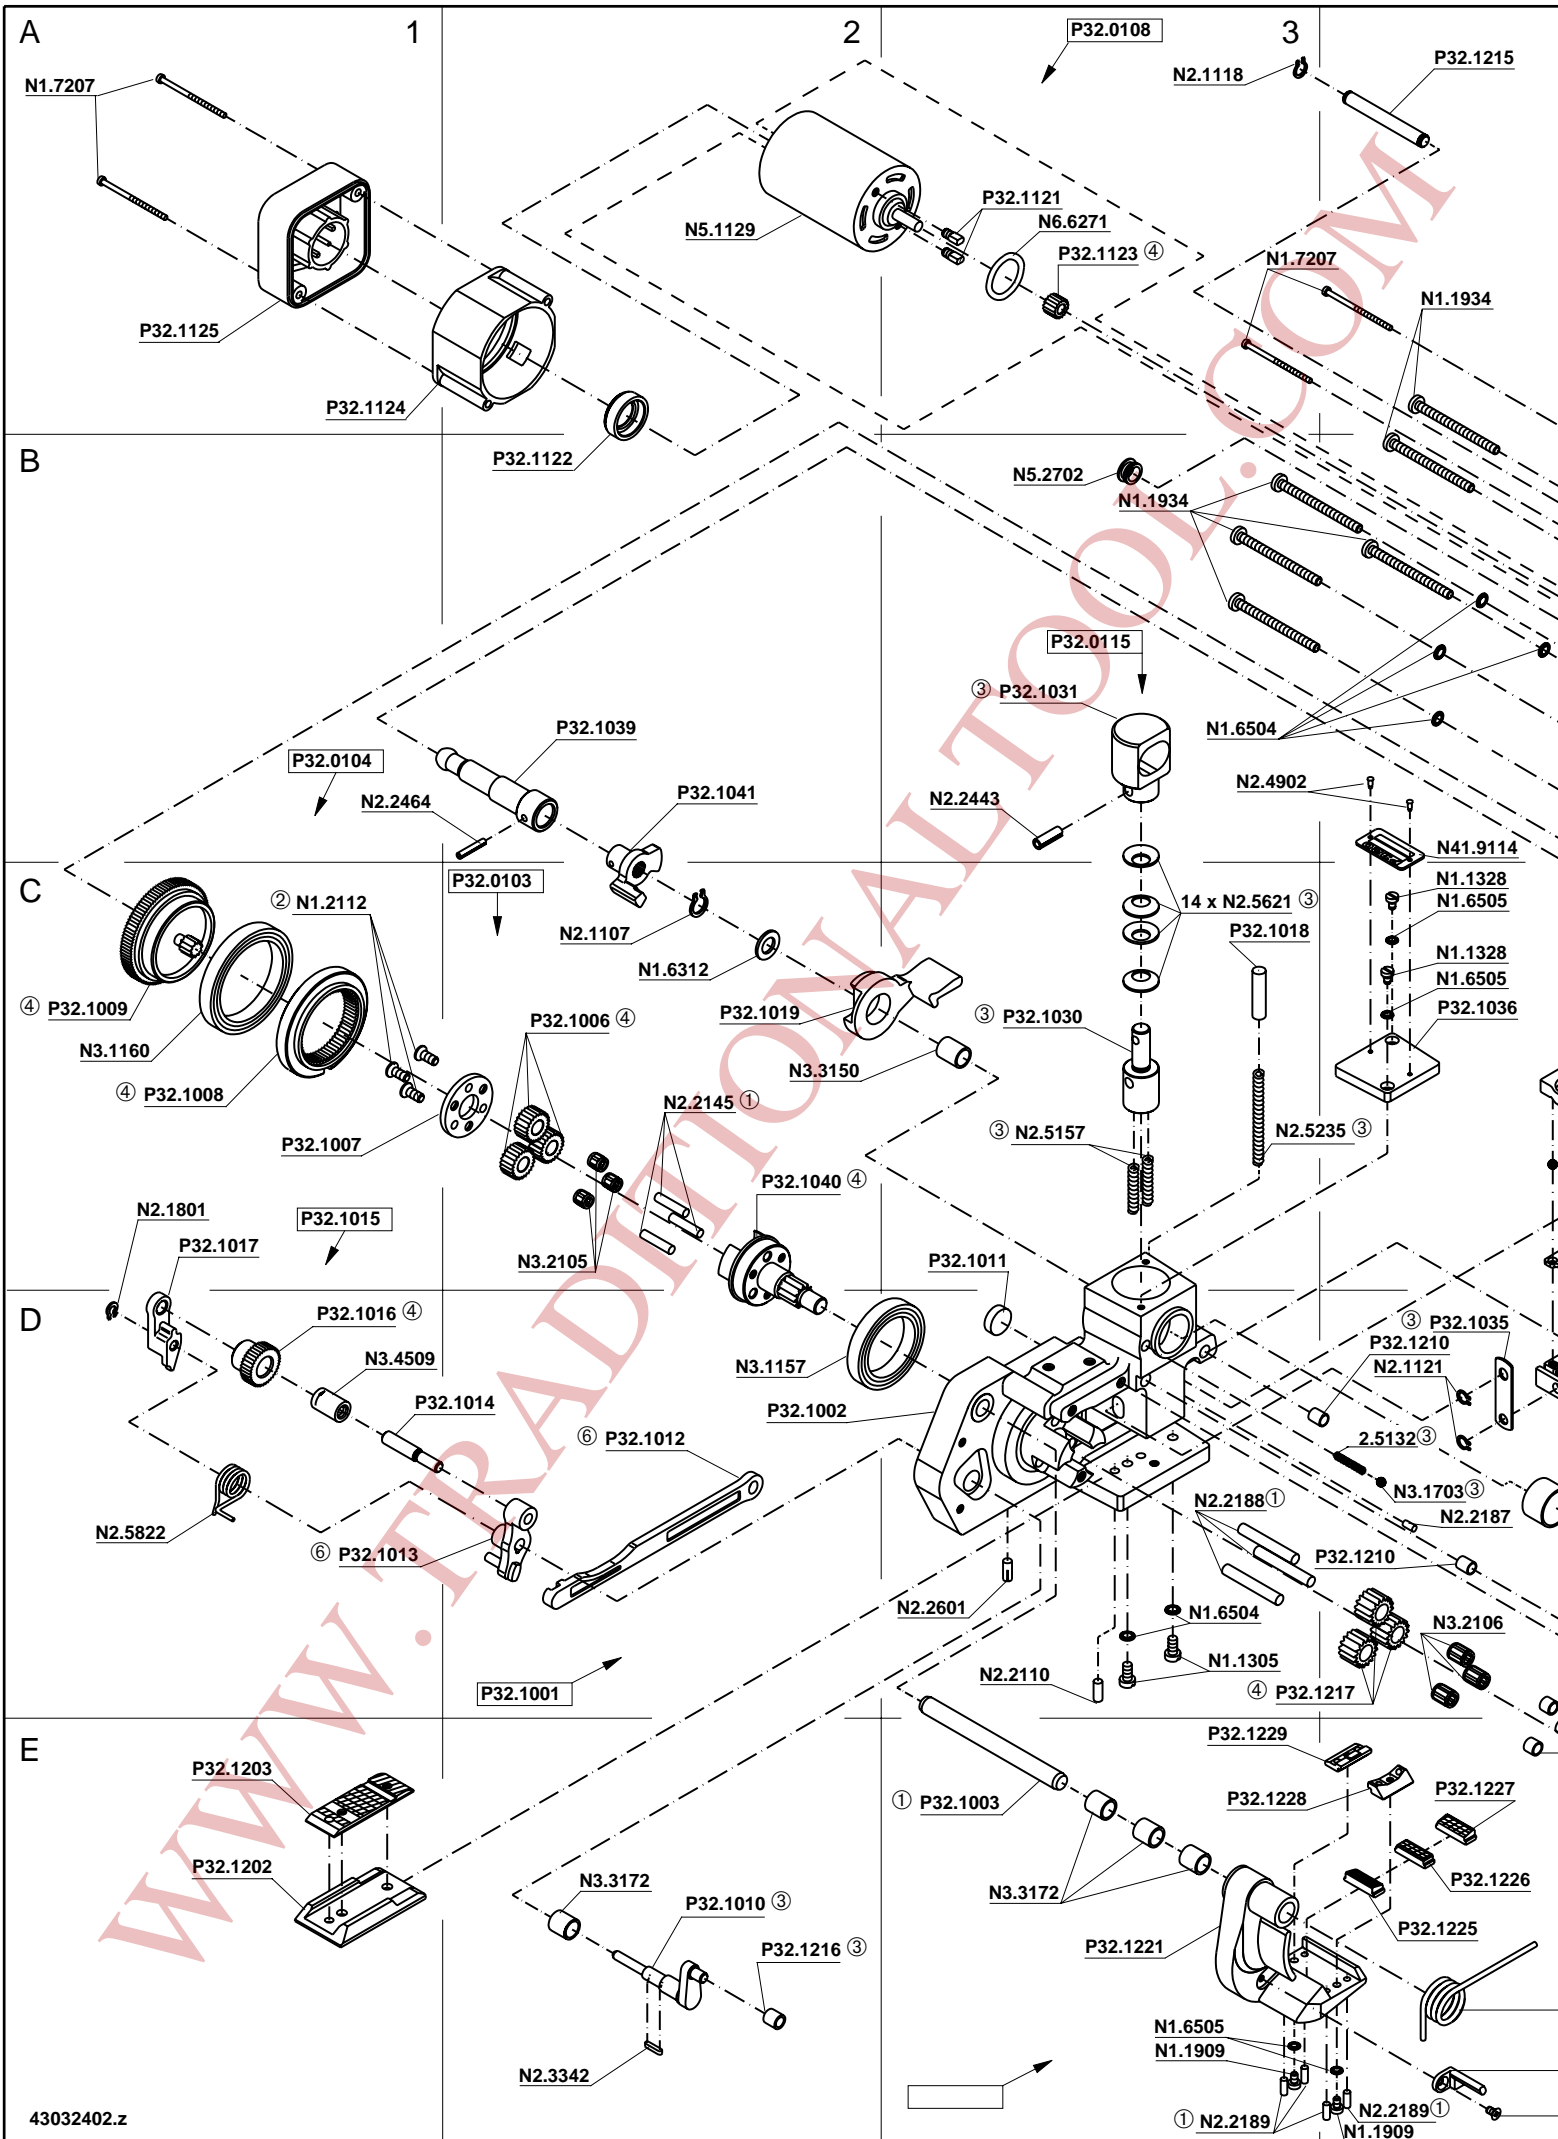 A
1
2
3
P32.0108
N2.1118
P32.1215
N1.7207
P32.1121
N5.1129
N6.6271
P32.1123 ④
N1.7207
N1.1934
P32.1125
P32.1124
P32.1122
B
N5.2702
N1.1934
P32.0115
③ P32.1031
N1.6504
P32.1039
P32.0104
N2.2464
P32.1041
N2.2443
N2.4902
N41.9114
C
P32.0103
② N1.2112
N1.1328
N1.6505
14 x N2.5621 ③
P32.1018
N2.1107
N1.6312
N1.1328
N1.6505
P32.1036
④ P32.1009
N3.1160
④ P32.1008
P32.1006 ④
P32.1019
③ P32.1030
N3.3150
P32.1007
N2.2145 ①
③ N2.5157
N2.5235 ③
P32.1040 ④
N2.1801
P32.1015
P32.1017
N3.2105
P32.1011
D
P32.1016 ④
N3.4509
P32.1014
N3.1157
P32.1002
③ P32.1035
P32.1210
N2.1121
⑥ P32.1012
2.5132 ③
N3.1703 ③
N2.5822
⑥ P32.1013
N2.2188 ①
N2.2187
P32.1210
N2.2601
N1.6504
N3.2106
N1.1305
N2.2110
④ P32.1217
P32.1001
E
P32.1229
P32.1203
① P32.1003
P32.1228
P32.1227
P32.1202
N3.3172
N3.3172
P32.1226
P32.1010 ③
P32.1216 ③
P32.1221
P32.1225
N1.6505
N1.1909
N2.3342
① N2.2189
N2.2189 ①
N1.1909
43032402.z
WWW.TRADITIONALTOOL.COM